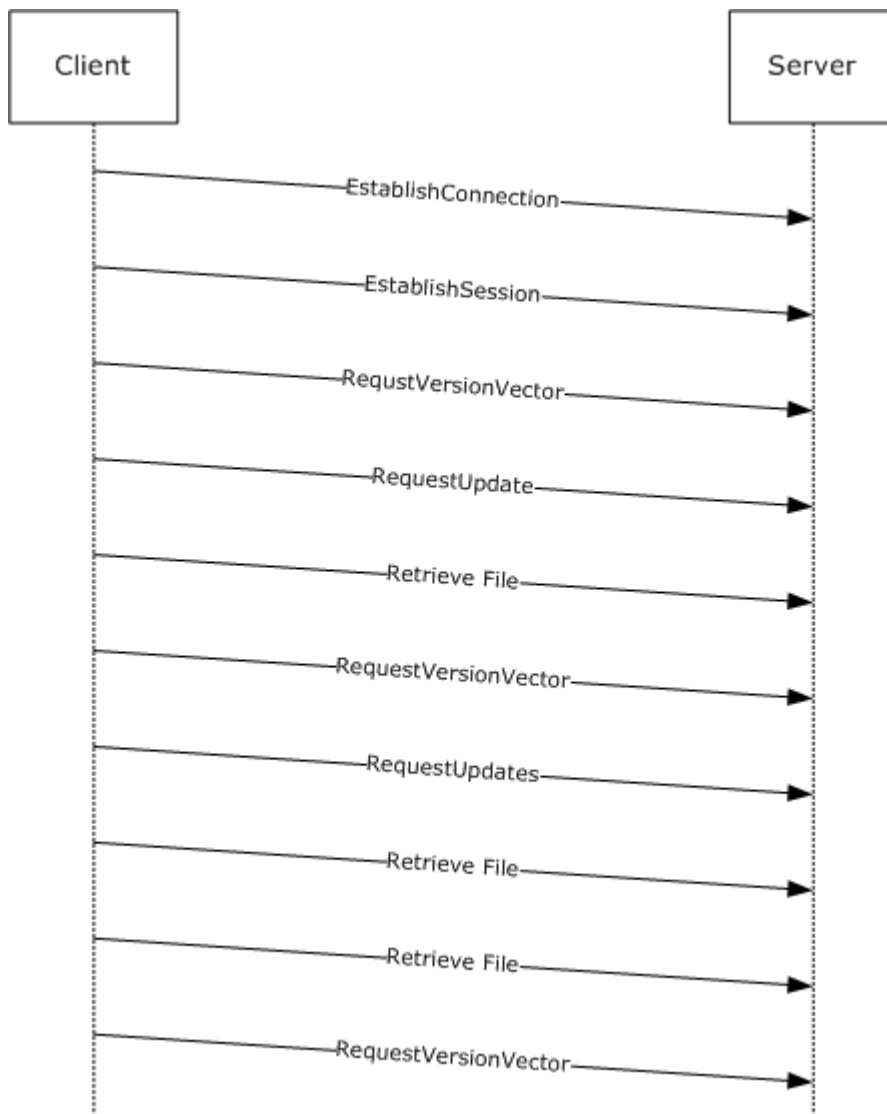 Client
Server
EstablishConnection
EstablishSession
RequstVersionVector
RequestUpdate
Retrieve File
RequestVersionVector
RequestUpdates
Retrieve File
Retrieve File
RequestVersionVector